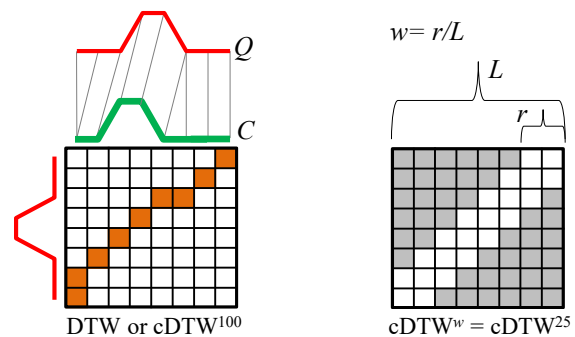 Q
C
DTW or cDTW¹⁰⁰
w= r/L
L
r
cDTWʷ = cDTW²⁵